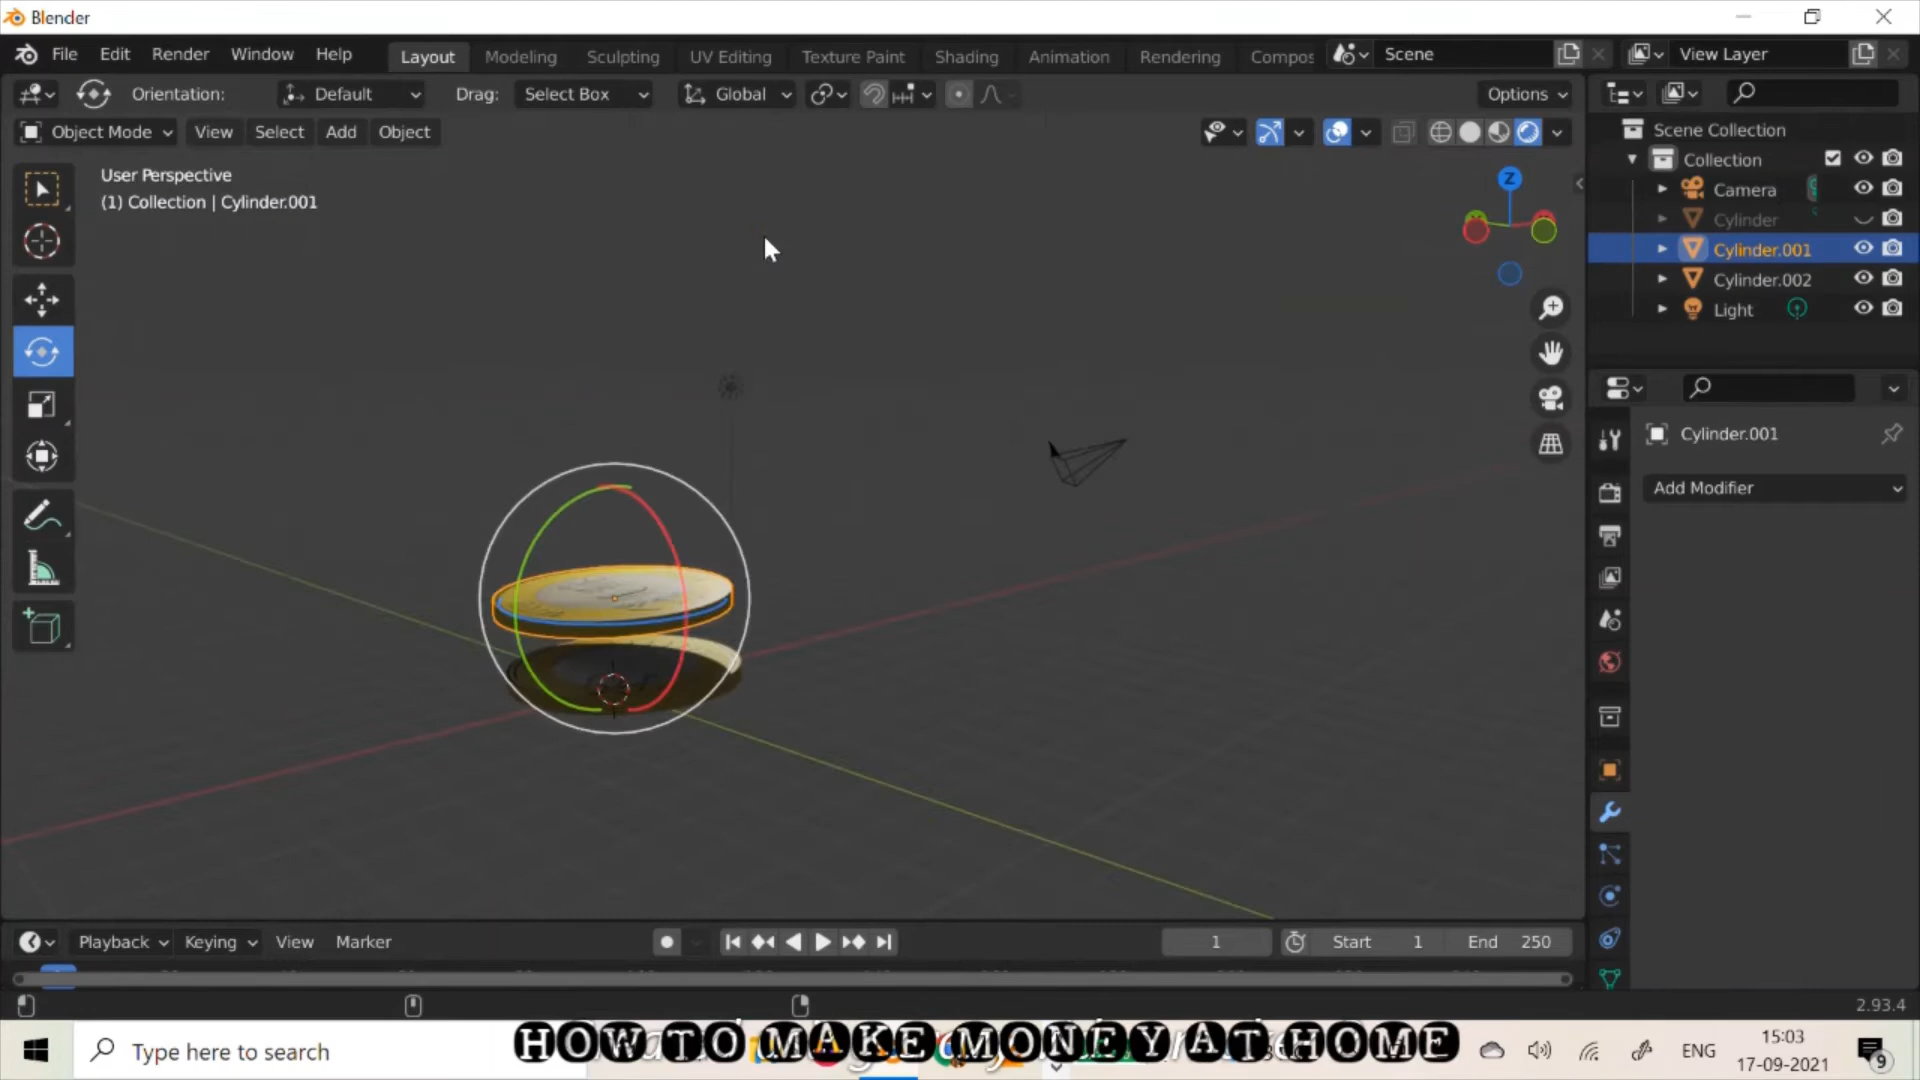 Blender
File Edit Render Window Help Layout Modeling Sculpting UV Editing Texture Paint Shading Animation Rendering Compos Scene View Layer
Orientation: Default Drag: Select Box Global Options
Object Mode View Select Add Object
User Perspective
(1) Collection | Cylinder.001
Z
Scene Collection
Collection
Camera
Cylinder
Cylinder.001
Cylinder.002
Light
Cylinder.001
Add Modifier
Playback Keying View Marker 1 Start 1 End 250
2.93.4
Type here to search
HOW TO MAKE MONEY AT HOME
ENG
15:03
17-09-2021
9